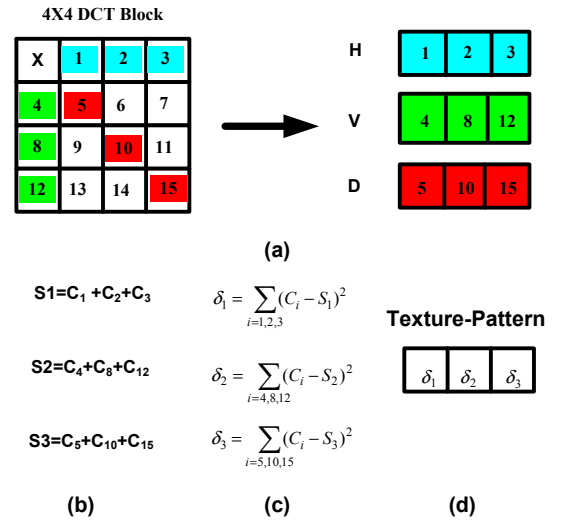 4X4 DCT Block
X 1 2 3
4 5 6 7
8 9 10 11
12 13 14 15
H 1 2 3
V 4 8 12
D 5 10 15
(a)
S1=C₁ +C₂+C₃
S2=C₄+C₈+C₁₂
S3=C₅+C₁₀+C₁₅
(b)
δ₁ = ∑(Cᵢ − S₁)²
i=1,2,3
δ₂ = ∑(Cᵢ − S₂)²
i=4,8,12
δ₃ = ∑(Cᵢ − S₃)²
i=5,10,15
(c)
Texture-Pattern
δ₁ δ₂ δ₃
(d)